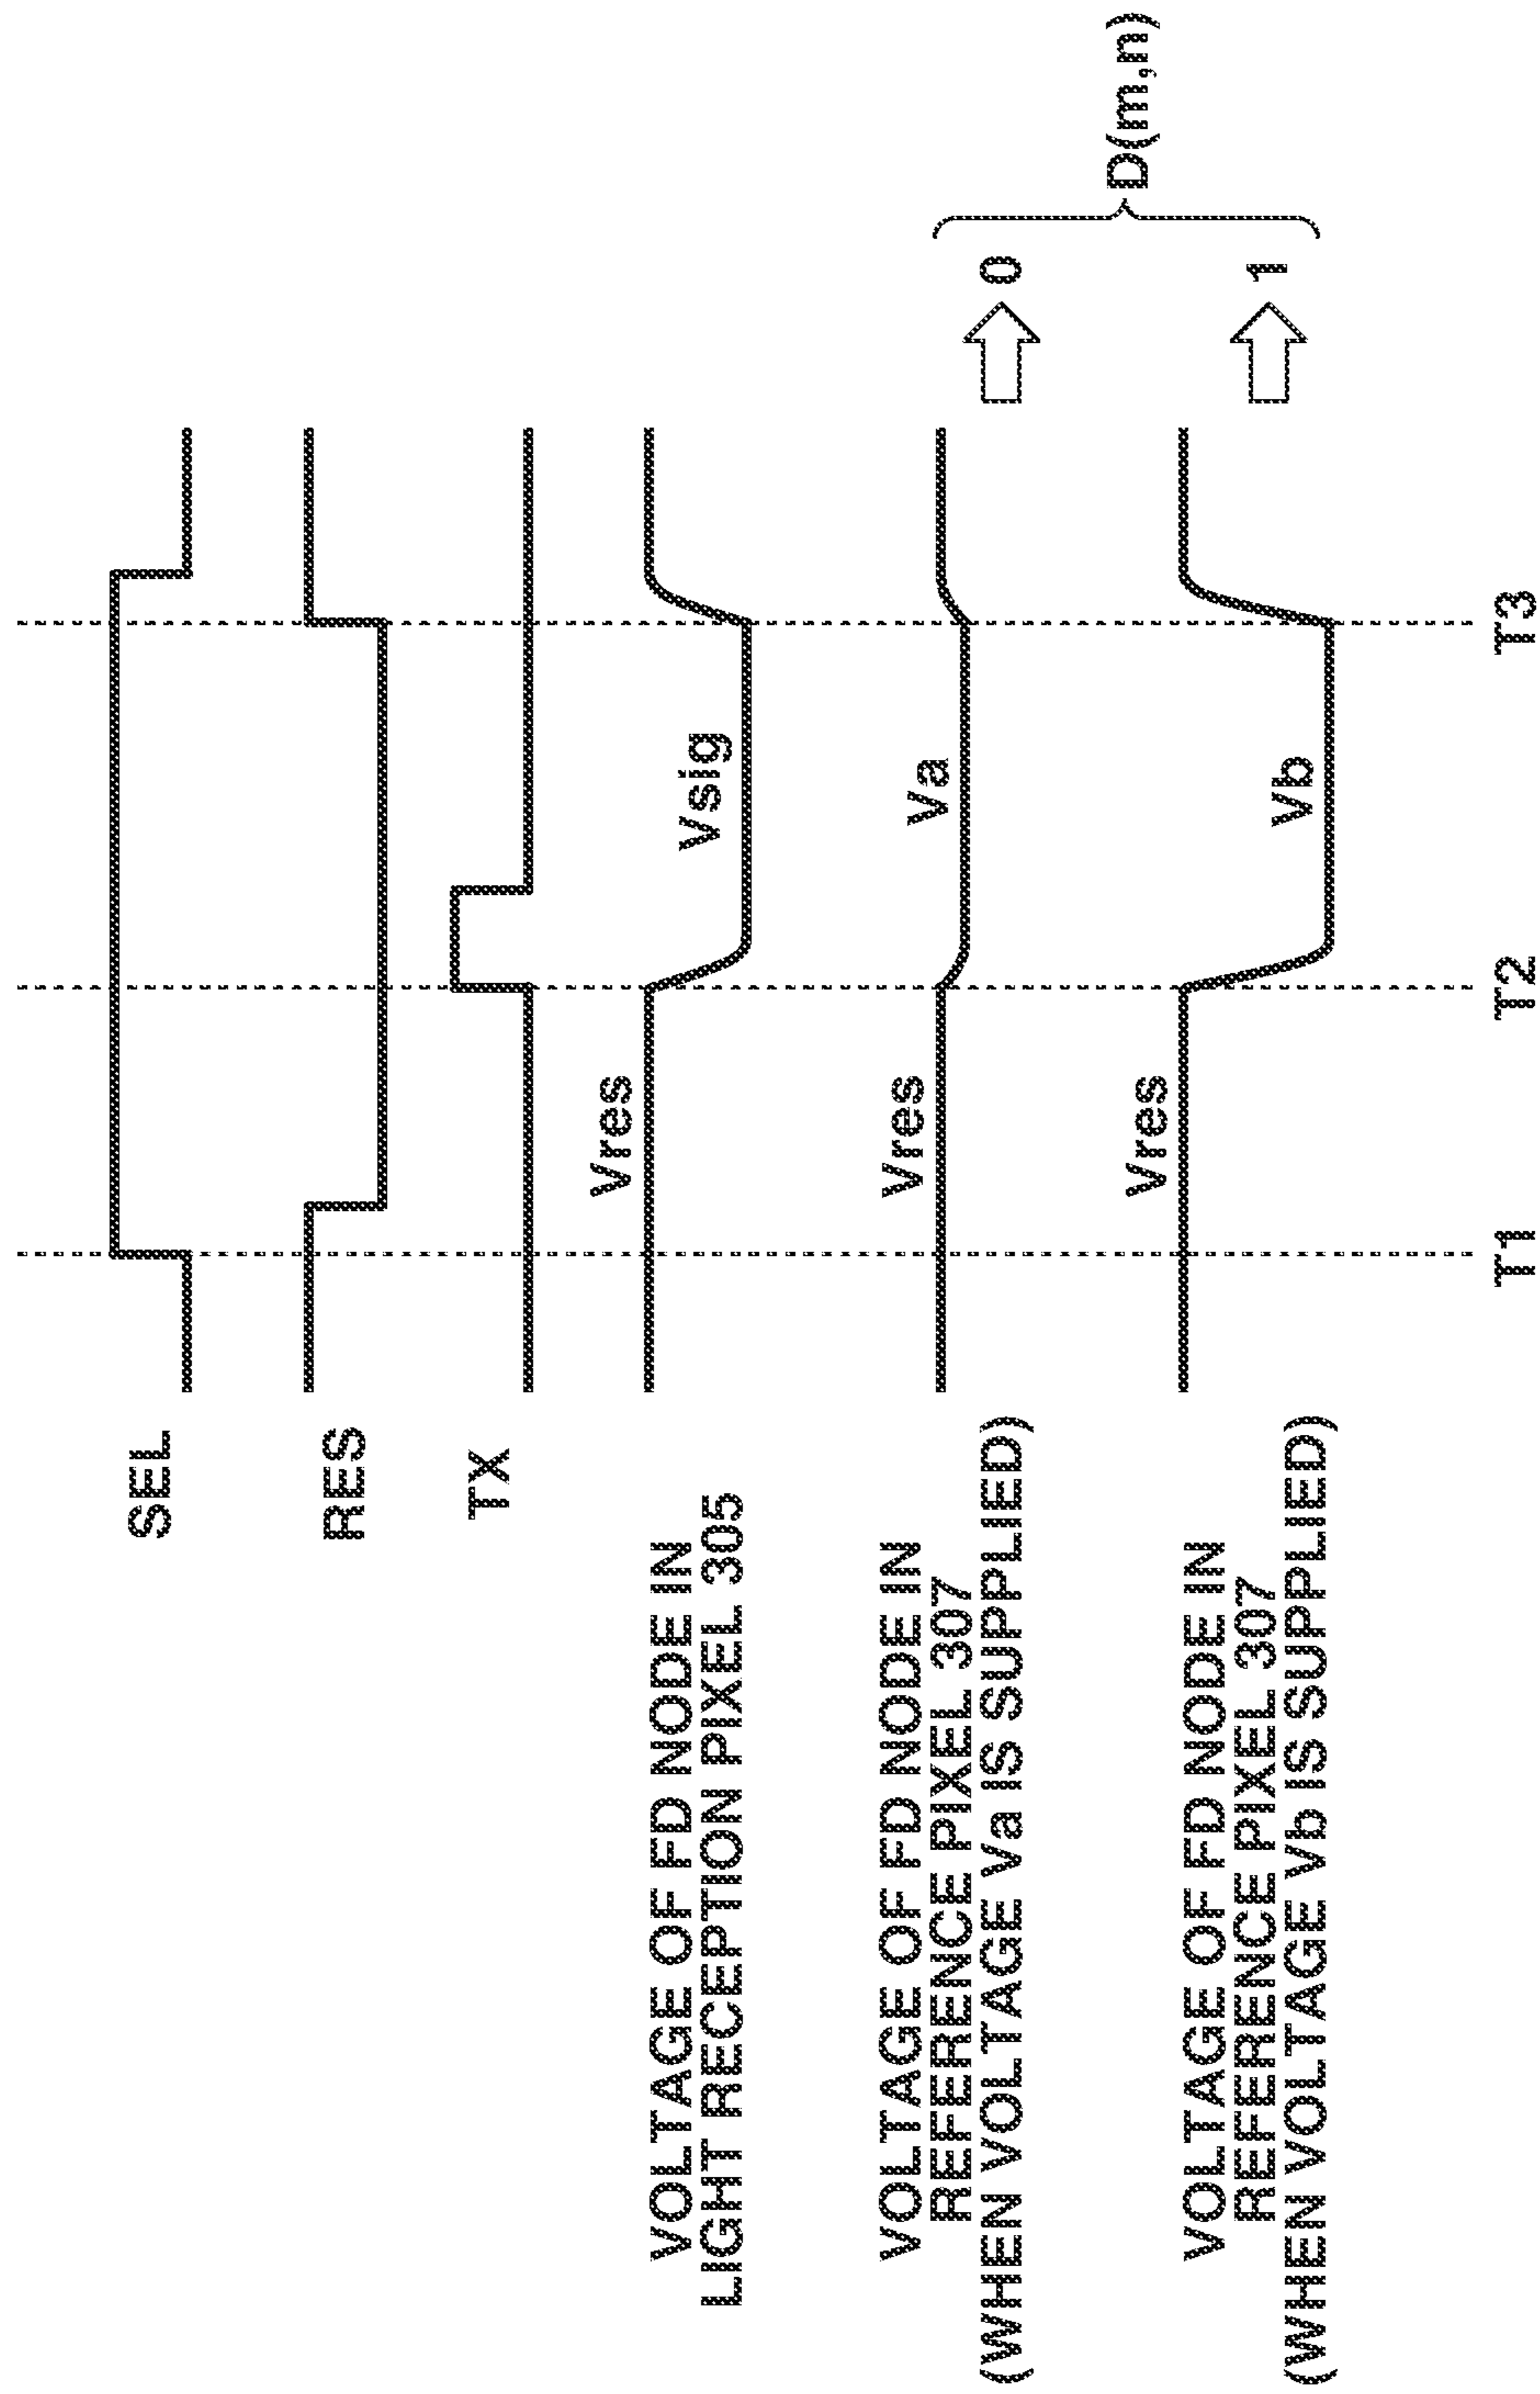 SEL
RES
TX
VOLTAGE OF FD NODE IN
LIGHT RECEPTION PIXEL 305
Vres
Vsig
VOLTAGE OF FD NODE IN
REFERENCE PIXEL 307
(WHEN VOLTAGE Va IS SUPPLIED)
Vres
Va
0
VOLTAGE OF FD NODE IN
REFERENCE PIXEL 307
(WHEN VOLTAGE Vb IS SUPPLIED)
Vres
Vb
1
D(m,n)
T1
T2
T3